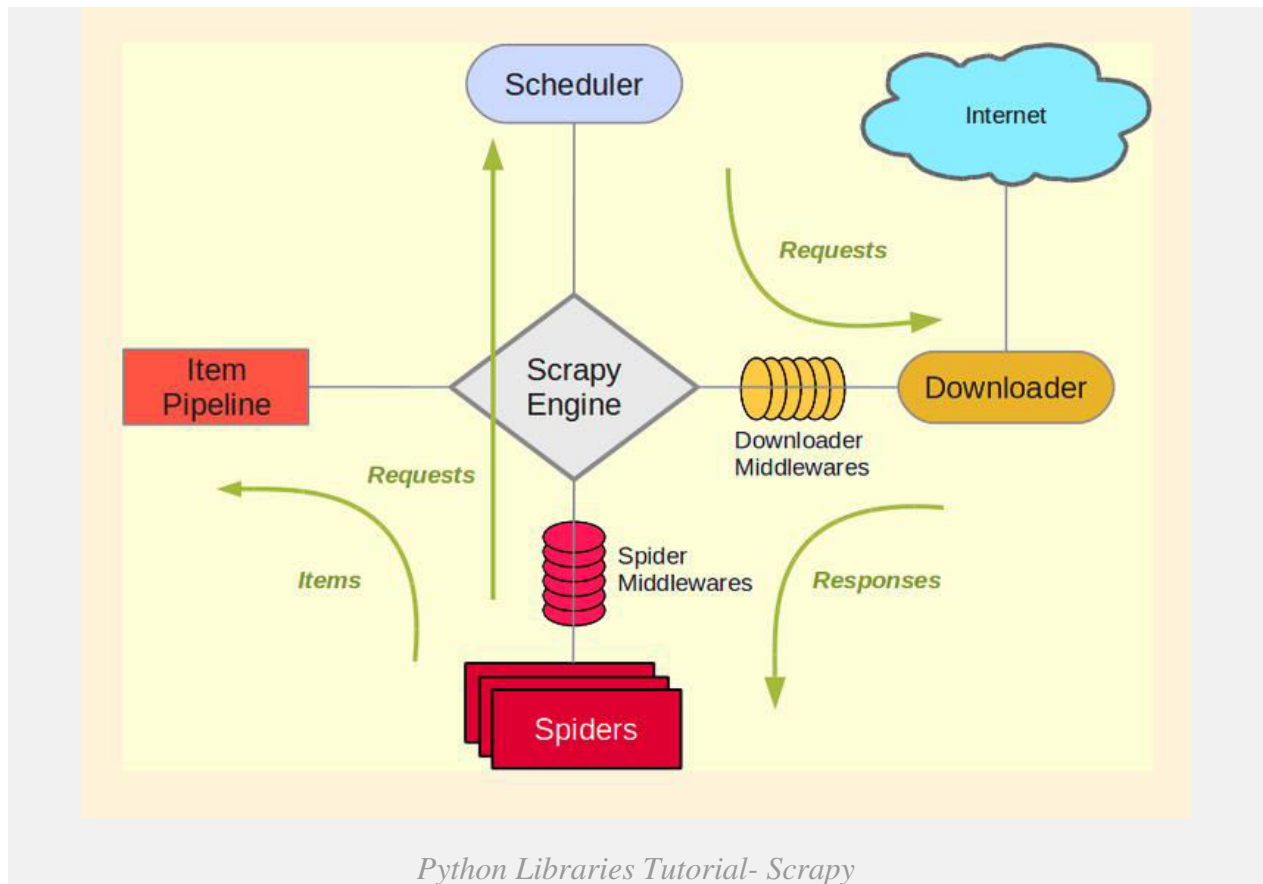 Scheduler
Internet
Requests
Item
Pipeline
Scrapy
Engine
Downloader
Downloader
Middlewares
Requests
Items
Spider
Middlewares
Responses
Spiders
Python Libraries Tutorial- Scrapy